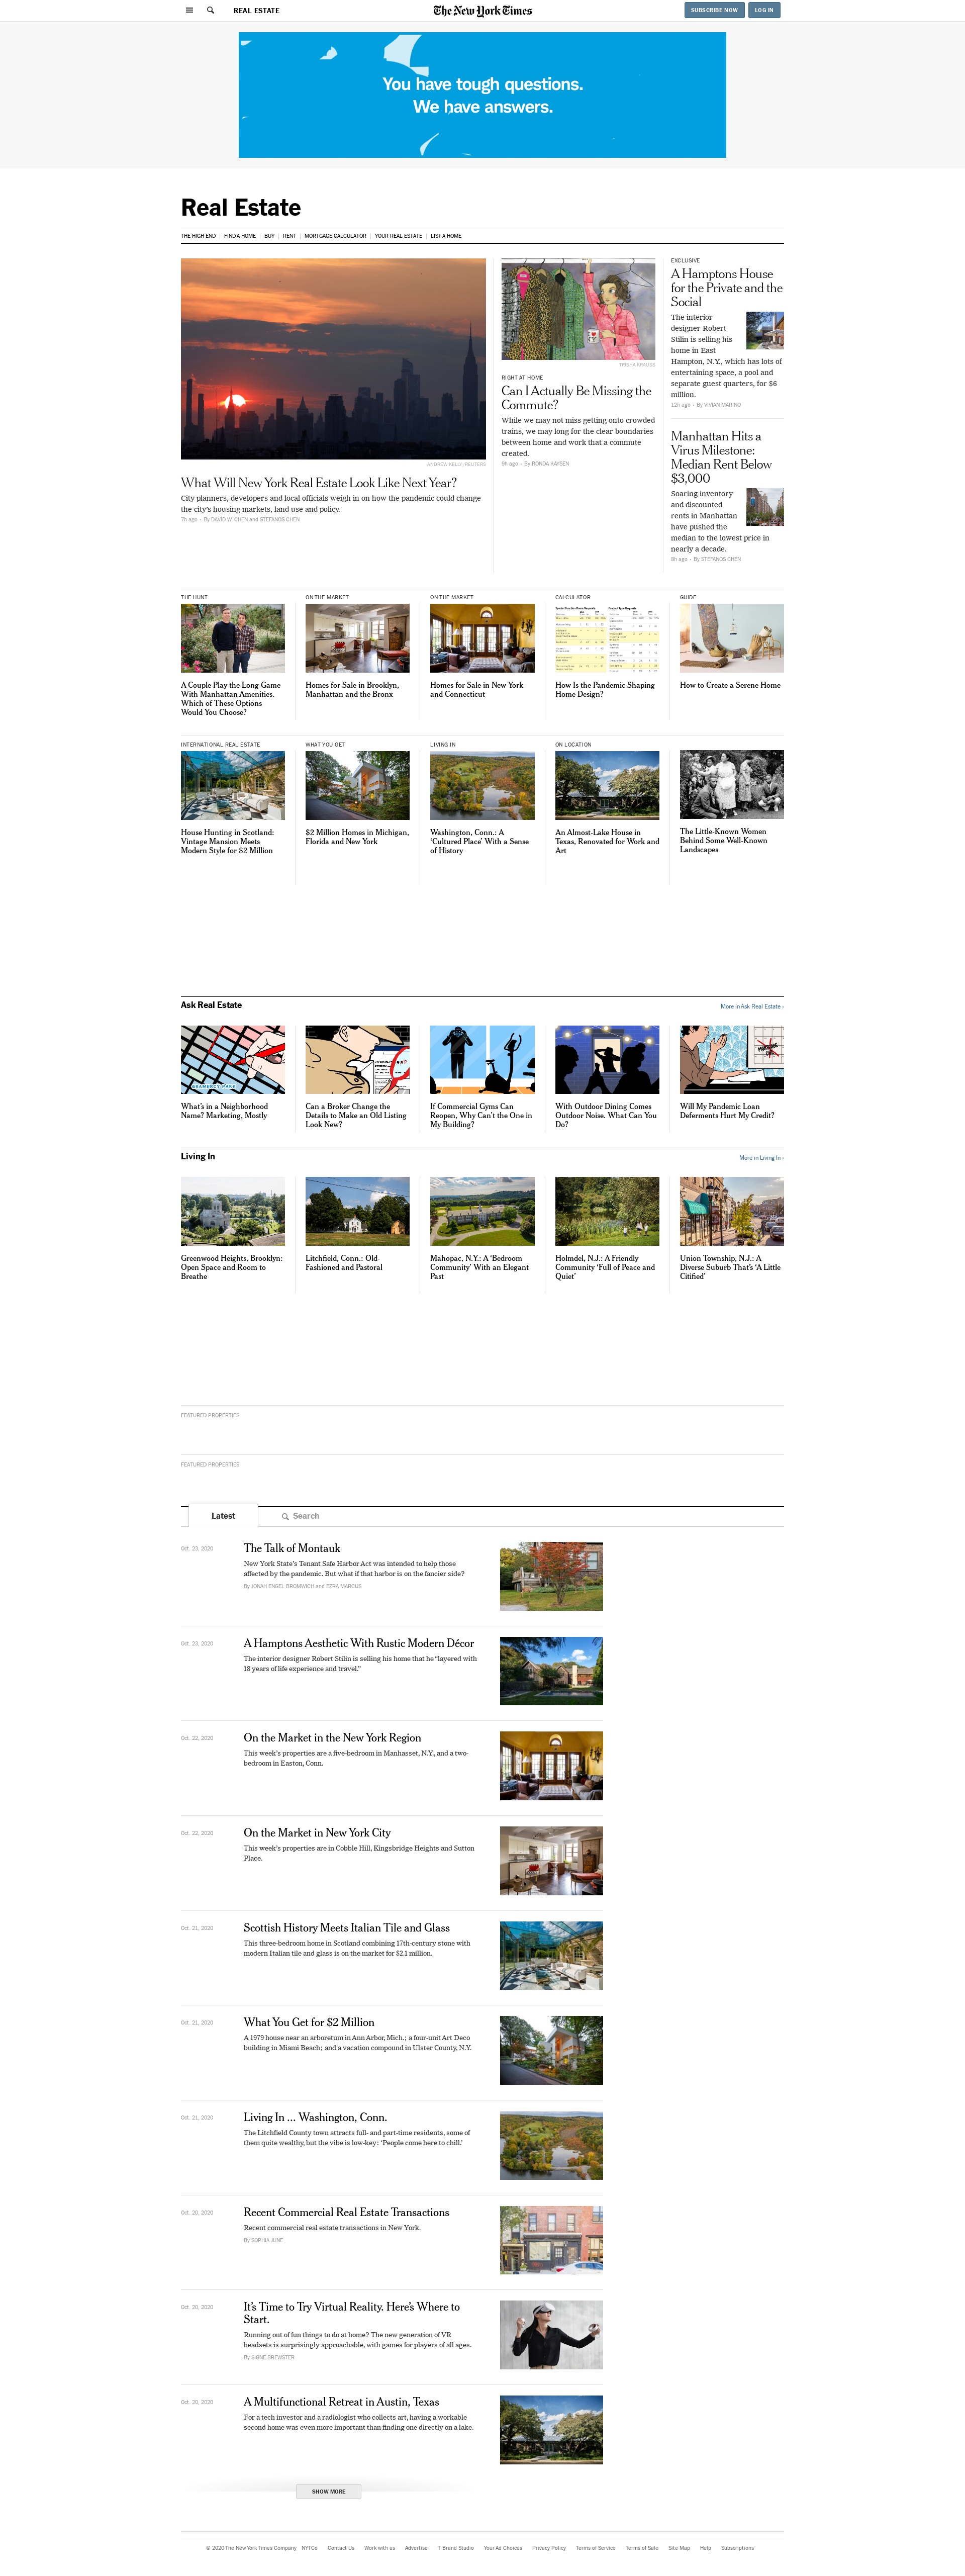 REAL ESTATE
The New York Times
SUBSCRIBE NOW
LOG IN
You have tough questions.
We have answers.
Real Estate
THE HIGH END | FIND A HOME | BUY | RENT | MORTGAGE CALCULATOR | YOUR REAL ESTATE | LIST A HOME
ANDREW KELLY/REUTERS
What Will New York Real Estate Look Like Next Year?
City planners, developers and local officials weigh in on how the pandemic could change
the city's housing markets, land use and policy.
7h ago · By DAVID W. CHEN and STEFANOS CHEN
TRISHA KRAUSS
RIGHT AT HOME
Can I Actually Be Missing the
Commute?
While we may not miss getting onto crowded
trains, we may long for the clear boundaries
between home and work that a commute
created.
9h ago · By RONDA KAYSEN
EXCLUSIVE
A Hamptons House
for the Private and the
Social
The interior
designer Robert
Stilin is selling his
home in East
Hampton, N.Y., which has lots of
entertaining space, a pool and
separate guest quarters, for $6
million.
12h ago · By VIVIAN MARINO
Manhattan Hits a
Virus Milestone:
Median Rent Below
$3,000
Soaring inventory
and discounted
rents in Manhattan
have pushed the
median to the lowest price in
nearly a decade.
8h ago · By STEFANOS CHEN
THE HUNT
A Couple Play the Long Game
With Manhattan Amenities.
Which of These Options
Would You Choose?
ON THE MARKET
Homes for Sale in Brooklyn,
Manhattan and the Bronx
ON THE MARKET
Homes for Sale in New York
and Connecticut
CALCULATOR
How Is the Pandemic Shaping
Home Design?
GUIDE
How to Create a Serene Home
INTERNATIONAL REAL ESTATE
House Hunting in Scotland:
Vintage Mansion Meets
Modern Style for $2 Million
WHAT YOU GET
$2 Million Homes in Michigan,
Florida and New York
LIVING IN
Washington, Conn.: A
‘Cultured Place’ With a Sense
of History
ON LOCATION
An Almost-Lake House in
Texas, Renovated for Work and
Art
The Little-Known Women
Behind Some Well-Known
Landscapes
Ask Real Estate
More in Ask Real Estate »
What's in a Neighborhood
Name? Marketing, Mostly
Can a Broker Change the
Details to Make an Old Listing
Look New?
If Commercial Gyms Can
Reopen, Why Can't the One in
My Building?
With Outdoor Dining Comes
Outdoor Noise. What Can You
Do?
Will My Pandemic Loan
Deferments Hurt My Credit?
Living In
More in Living In »
Greenwood Heights, Brooklyn:
Open Space and Room to
Breathe
Litchfield, Conn.: Old-
Fashioned and Pastoral
Mahopac, N.Y.: A ‘Bedroom
Community’ With an Elegant
Past
Holmdel, N.J.: A Friendly
Community ‘Full of Peace and
Quiet’
Union Township, N.J.: A
Diverse Suburb That's ‘A Little
Citified’
FEATURED PROPERTIES
FEATURED PROPERTIES
Latest
Search
Oct. 23, 2020
The Talk of Montauk
New York State's Tenant Safe Harbor Act was intended to help those
affected by the pandemic. But what if that harbor is on the fancier side?
By JONAH ENGEL BROMWICH and EZRA MARCUS
Oct. 23, 2020
A Hamptons Aesthetic With Rustic Modern Décor
The interior designer Robert Stilin is selling his home that he “layered with
18 years of life experience and travel.”
Oct. 22, 2020
On the Market in the New York Region
This week's properties are a five-bedroom in Manhasset, N.Y., and a two-
bedroom in Easton, Conn.
Oct. 22, 2020
On the Market in New York City
This week's properties are in Cobble Hill, Kingsbridge Heights and Sutton
Place.
Oct. 21, 2020
Scottish History Meets Italian Tile and Glass
This three-bedroom home in Scotland combining 17th-century stone with
modern Italian tile and glass is on the market for $2.1 million.
Oct. 21, 2020
What You Get for $2 Million
A 1979 house near an arboretum in Ann Arbor, Mich.; a four-unit Art Deco
building in Miami Beach; and a vacation compound in Ulster County, N.Y.
Oct. 21, 2020
Living In ... Washington, Conn.
The Litchfield County town attracts full- and part-time residents, some of
them quite wealthy, but the vibe is low-key: ‘People come here to chill.’
Oct. 20, 2020
Recent Commercial Real Estate Transactions
Recent commercial real estate transactions in New York.
By SOPHIA JUNE
Oct. 20, 2020
It's Time to Try Virtual Reality. Here's Where to
Start.
Running out of fun things to do at home? The new generation of VR
headsets is surprisingly approachable, with games for players of all ages.
By SIGNE BREWSTER
Oct. 20, 2020
A Multifunctional Retreat in Austin, Texas
For a tech investor and a radiologist who collects art, having a workable
second home was even more important than finding one directly on a lake.
SHOW MORE
© 2020 The New York Times Company NYTCo Contact Us Work with us Advertise T Brand Studio Your Ad Choices Privacy Policy Terms of Service Terms of Sale Site Map Help Subscriptions